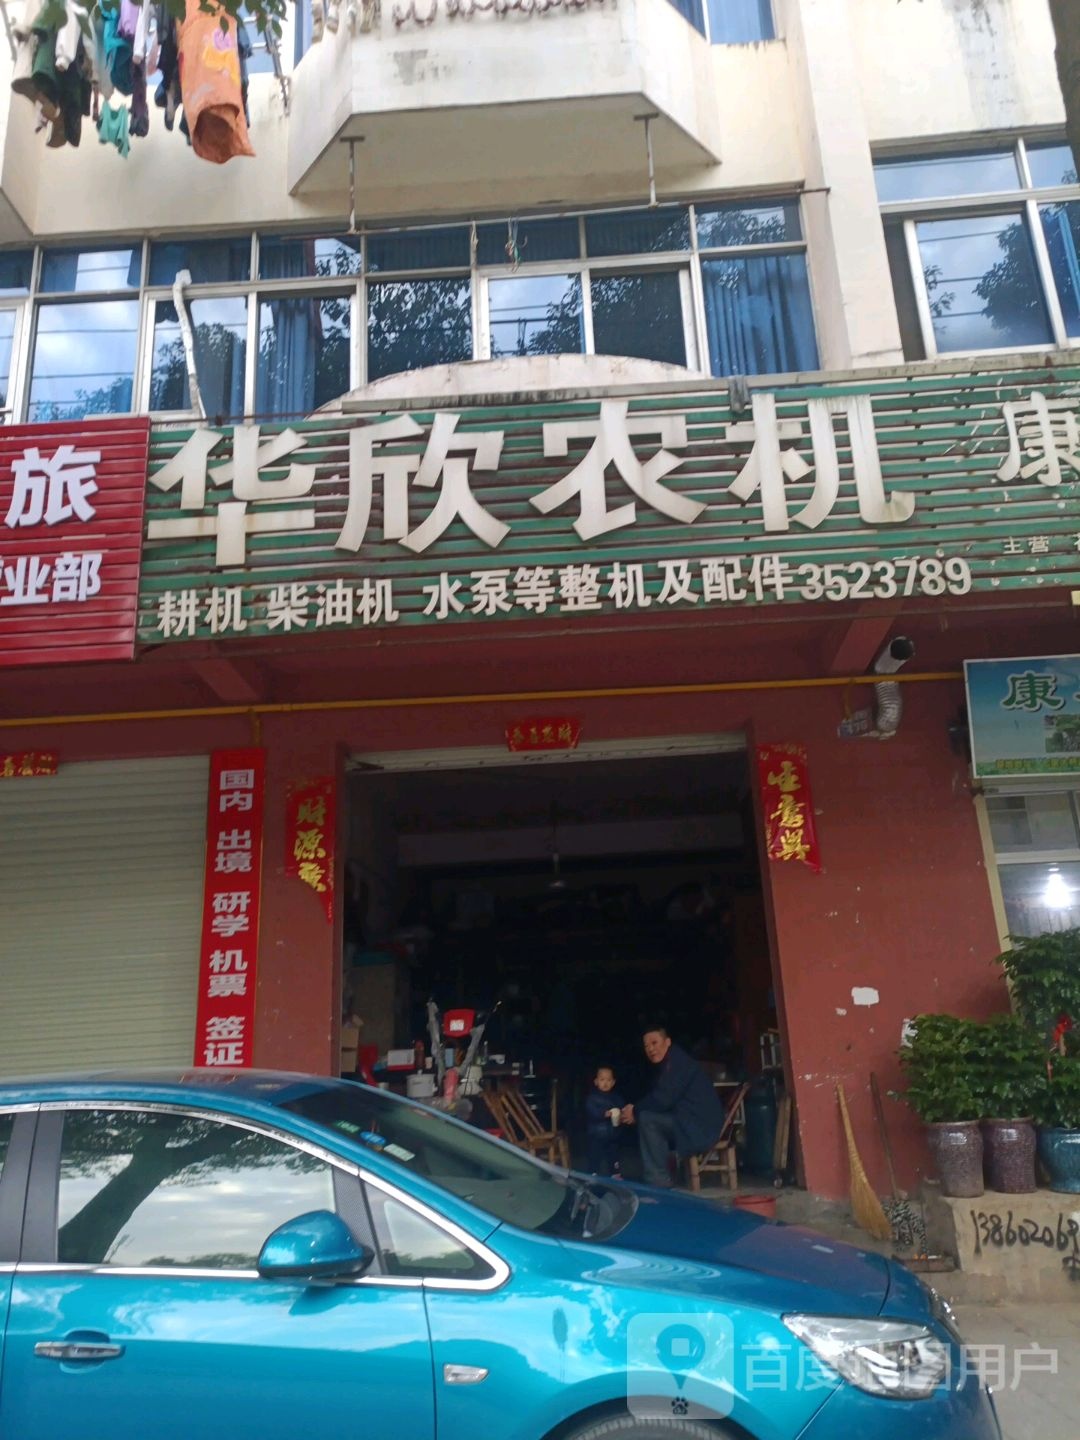 旅
业部
华欣农机
耕机 柴油机 水泵等整机及配件3523789
康
主营
康
国内 出境 研学 机票 签证
财源
生意兴
13860206
百度地图用户